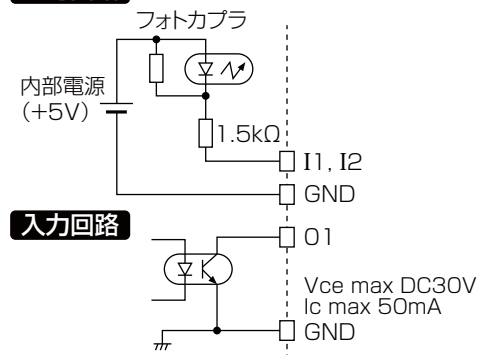 フォトカプラ
内部電源
(+5V)
1.5kΩ
I1, I2
GND
入力回路
O1
Vce max DC30V
Ic max 50mA
GND